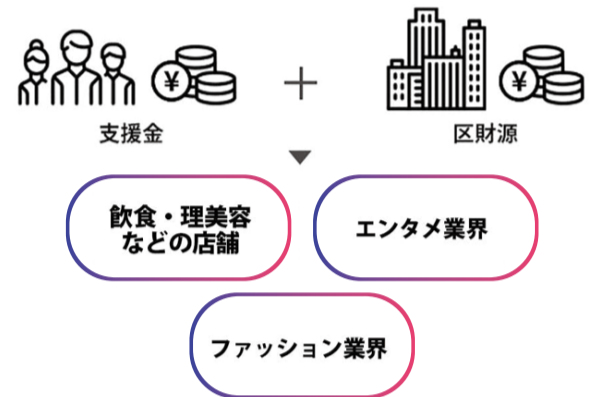 ¥
+
¥
支援金
区財源
飲食・理美容
などの店舗
エンタメ業界
ファッション業界